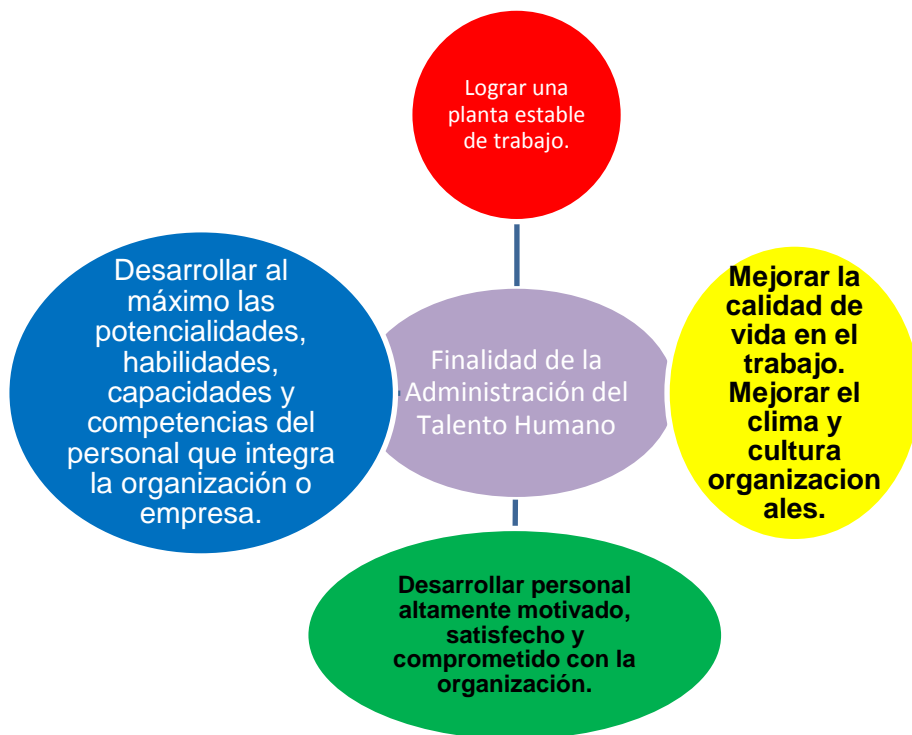 Lograr una
planta estable
de trabajo.
Desarrollar al
máximo las
potencialidades,
habilidades,
capacidades y
competencias del
personal que integra
la organización o
empresa.
Finalidad de la
Administración del
Talento Humano
Mejorar la
calidad de
vida en el
trabajo.
Mejorar el
clima y
cultura
organizacion
ales.
Desarrollar personal
altamente motivado,
satisfecho y
comprometido con la
organización.